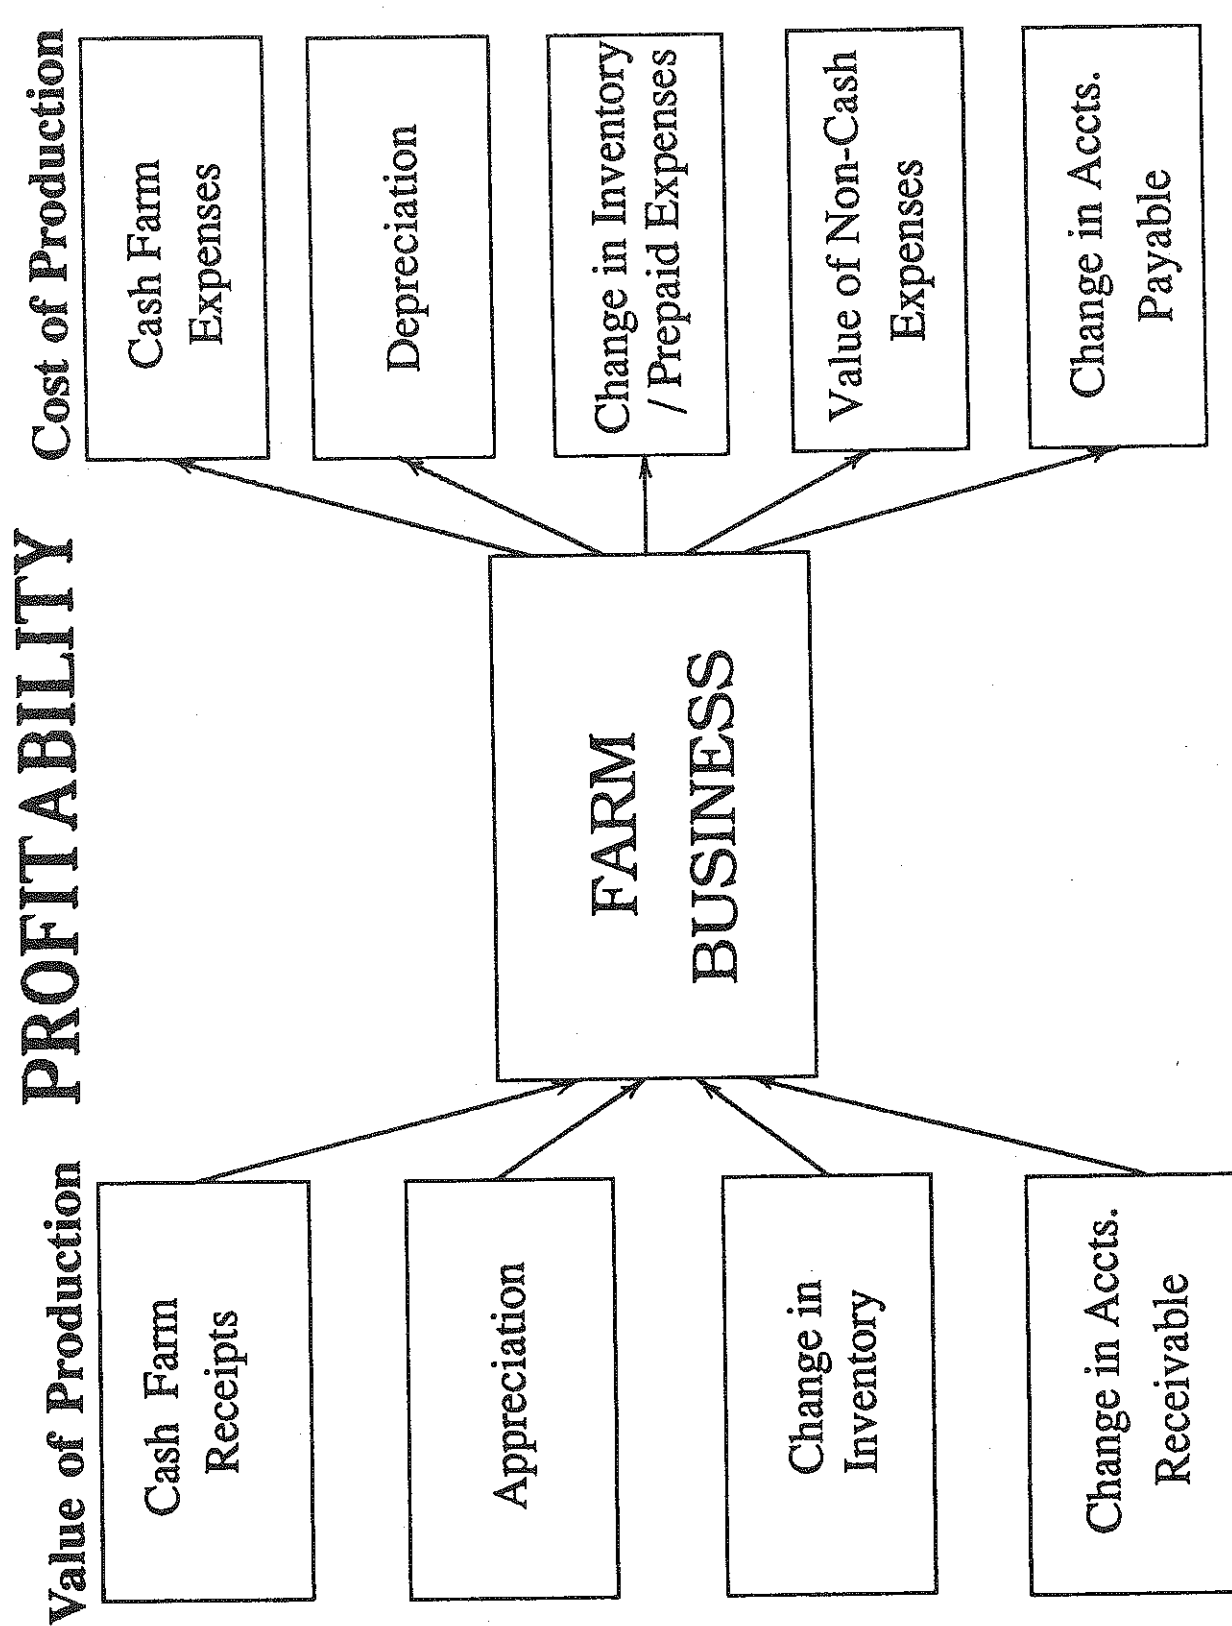 PROFITABILITY
Value of Production
Cash Farm
Receipts
Appreciation
Change in
Inventory
Change in Accts.
Receivable
FARM
BUSINESS
Cost of Production
Cash Farm
Expenses
Depreciation
Change in Inventory
/ Prepaid Expenses
Value of Non-Cash
Expenses
Change in Accts.
Payable